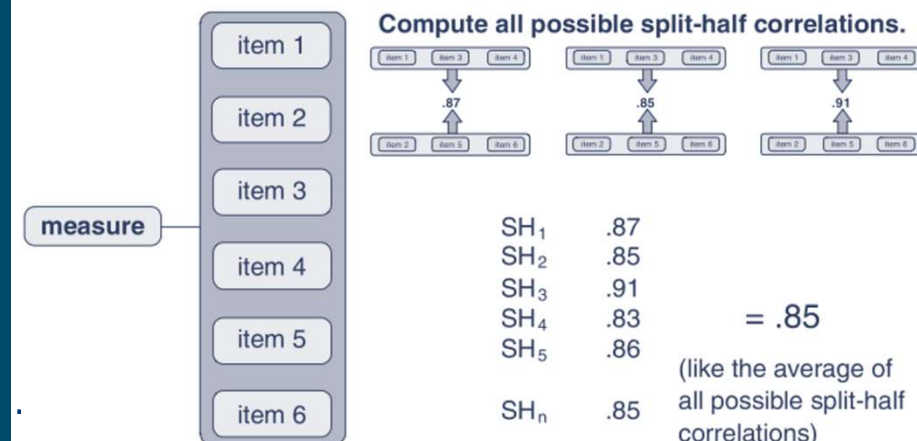 Compute all possible split-half correlations.
item 1
item 2
item 3
item 4
item 5
item 6
measure
item 1 item 3 item 4
.87
item 2 item 5 item 6
item 1 item 3 item 4
.85
item 2 item 5 item 6
item 1 item 3 item 4
.91
item 2 item 5 item 6
SH1 .87
SH2 .85
SH3 .91
SH4 .83
SH5 .86
SHn .85
= .85
(like the average of
all possible split-half
correlations)